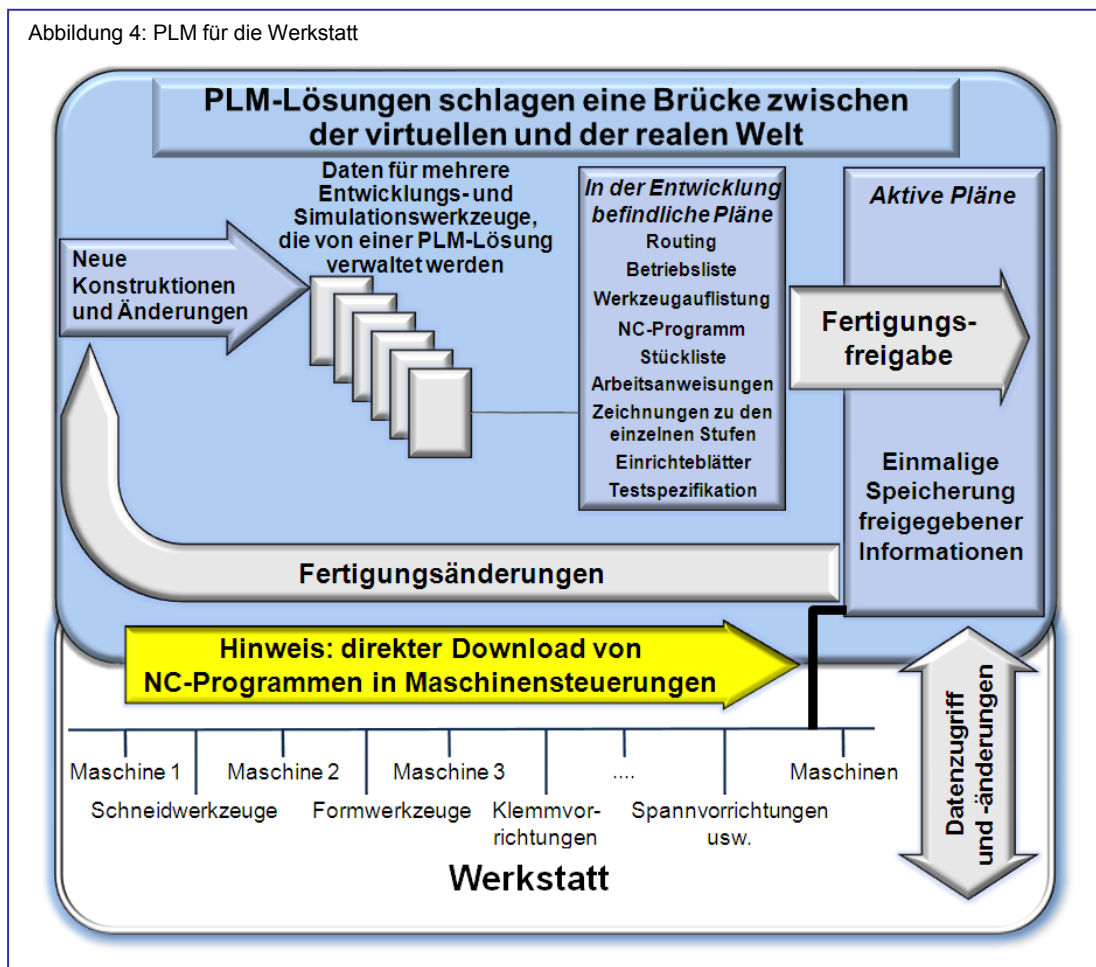 Abbildung 4: PLM für die Werkstatt
PLM-Lösungen schlagen eine Brücke zwischen
der virtuellen und der realen Welt
Neue
Konstruktionen
und Änderungen
Daten für mehrere
Entwicklungs- und
Simulationswerkzeuge,
die von einer PLM-Lösung
verwaltet werden
In der Entwicklung
befindliche Pläne
Routing
Betriebsliste
Werkzeugauflistung
NC-Programm
Stückliste
Arbeitsanweisungen
Zeichnungen zu den
einzelnen Stufen
Einrichteblätter
Testspezifikation
Aktive Pläne
Fertigungs-
freigabe
Einmalige
Speicherung
freigegebener
Informationen
Fertigungsänderungen
Hinweis: direkter Download von
NC-Programmen in Maschinensteuerungen
Datenzugriff
und -änderungen
Maschine 1
Maschine 2
Maschine 3
....
Maschinen
Schneidwerkzeuge
Formwerkzeuge
Klemmvor-
richtungen
Spannvorrichtungen
usw.
Werkstatt